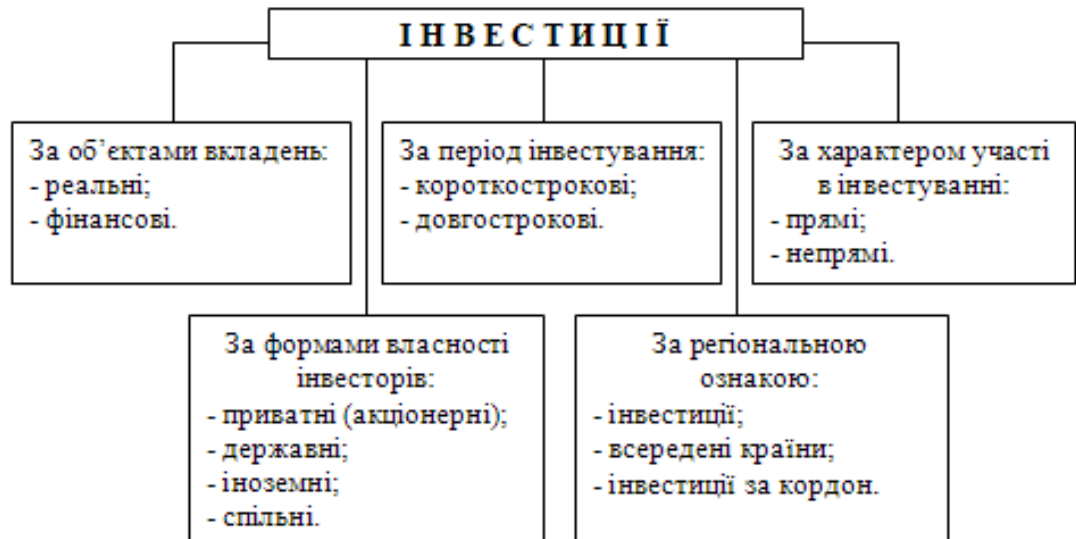 ІНВЕСТИЦІЇ
За об’єктами вкладень:
- реальні;
- фінансові.
За період інвестування:
- короткострокові;
- довгострокові.
За характером участі
в інвестуванні:
- прямі;
- непрямі.
За формами власності
інвесторів:
- приватні (акціонерні);
- державні;
- іноземні;
- спільні.
За регіональною
ознакою:
- інвестиції;
- всередені країни;
- інвестиції за кордон.